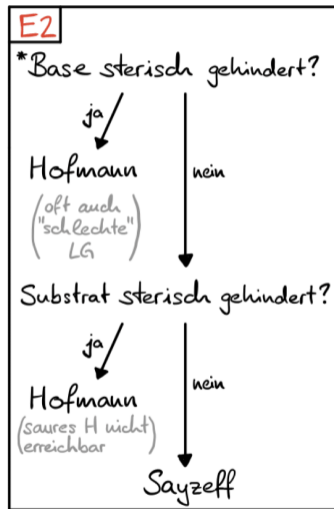 E2
*Base sterisch gehindert?
ja
nein
Hofmann
(oft auch
"schlechte"
LG)
Substrat sterisch gehindert?
ja
nein
Hofmann
(saures H nicht
erreichbar)
Sayzeff